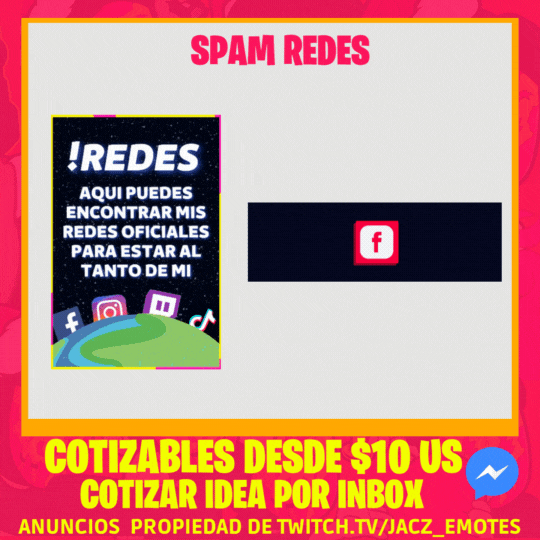 SPAM REDES
!REDES
AQUI PUEDES
ENCONTRAR MIS
REDES OFICIALES
PARA ESTAR AL
TANTO DE MI
COTIZABLES DESDE $10 US
COTIZAR IDEA POR INBOX
ANUNCIOS PROPIEDAD DE TWITCH.TV/JACZ_EMOTES